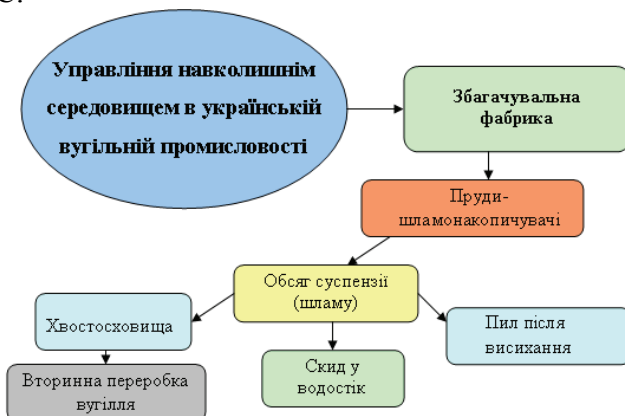 Управління навколишнім
середовищем в українській
вугільній промисловості
Збагачувальна
фабрика
Пруди-
шламонакопичувачі
Обсяг суспензії
(шламу)
Хвостосховища
Пил після
висихання
Скид у
водостік
Вторинна переробка
вугілля